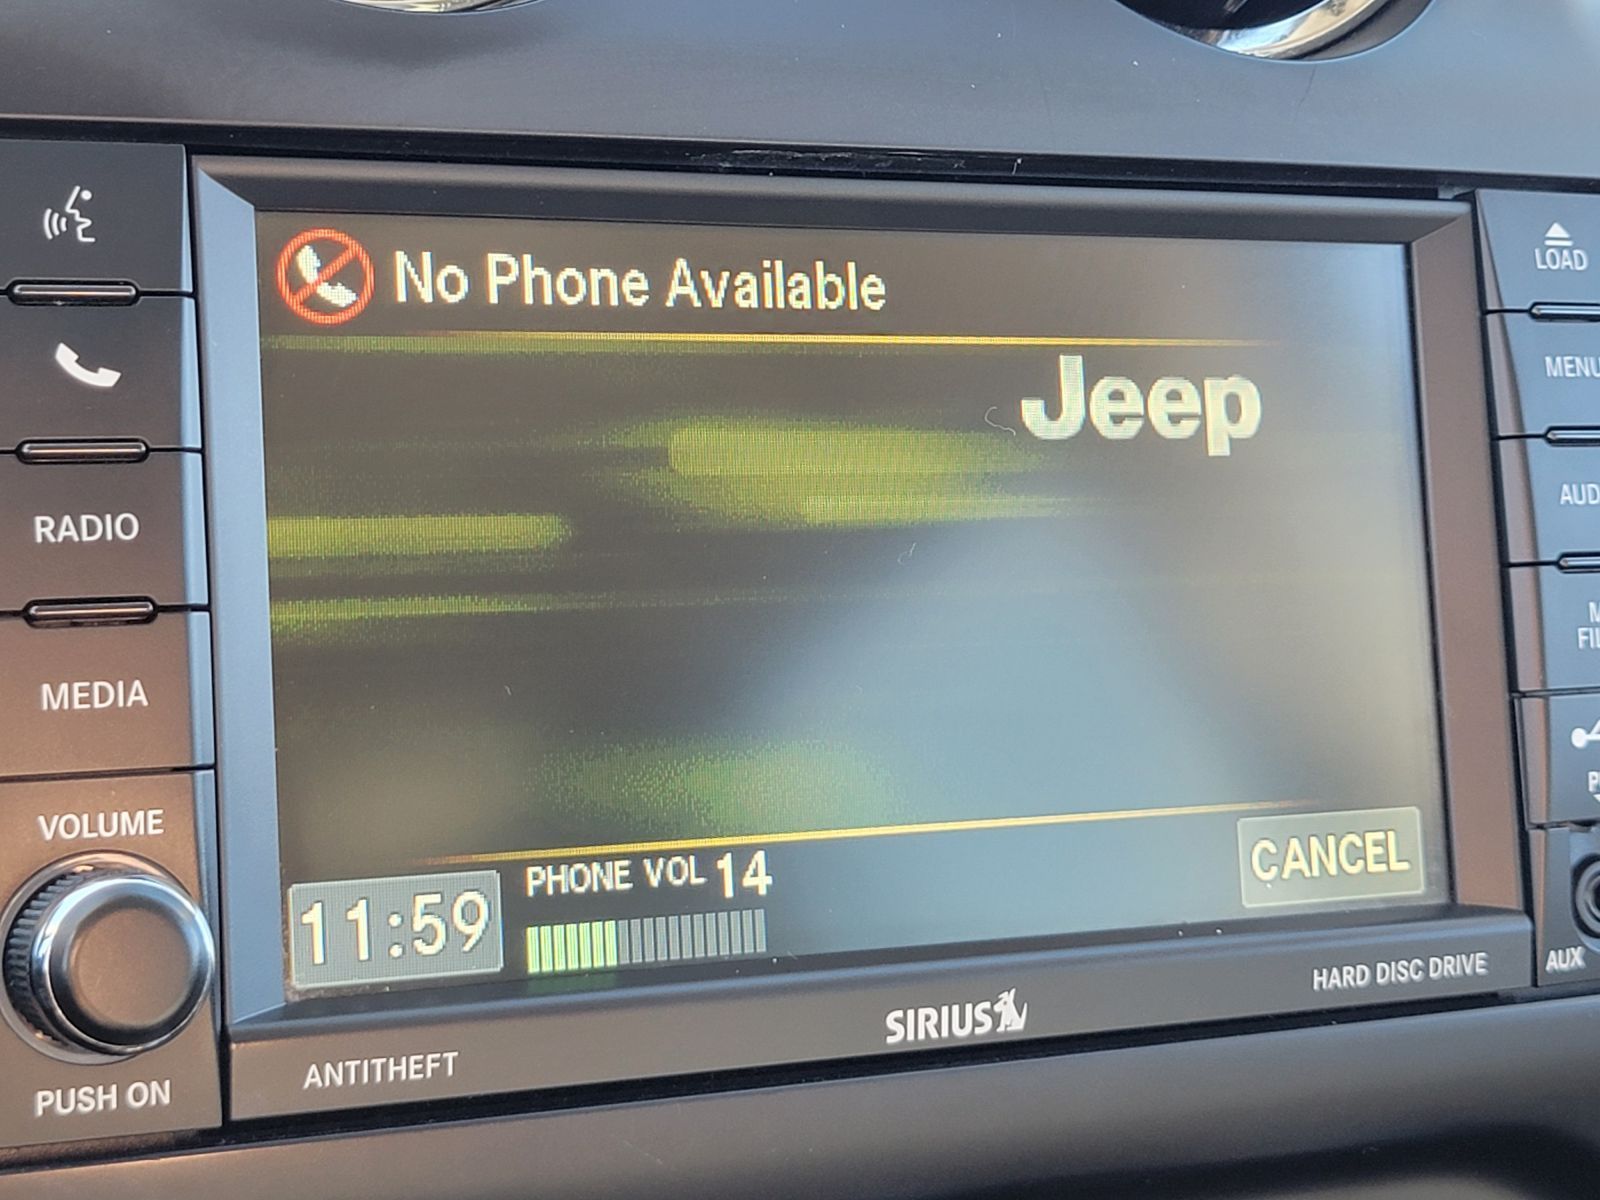 No Phone Available
Jeep
RADIO
MEDIA
VOLUME
PUSH ON
11:59
PHONE VOL 14
CANCEL
LOAD
AUX
ANTITHEFT
SIRIUS
HARD DISC DRIVE